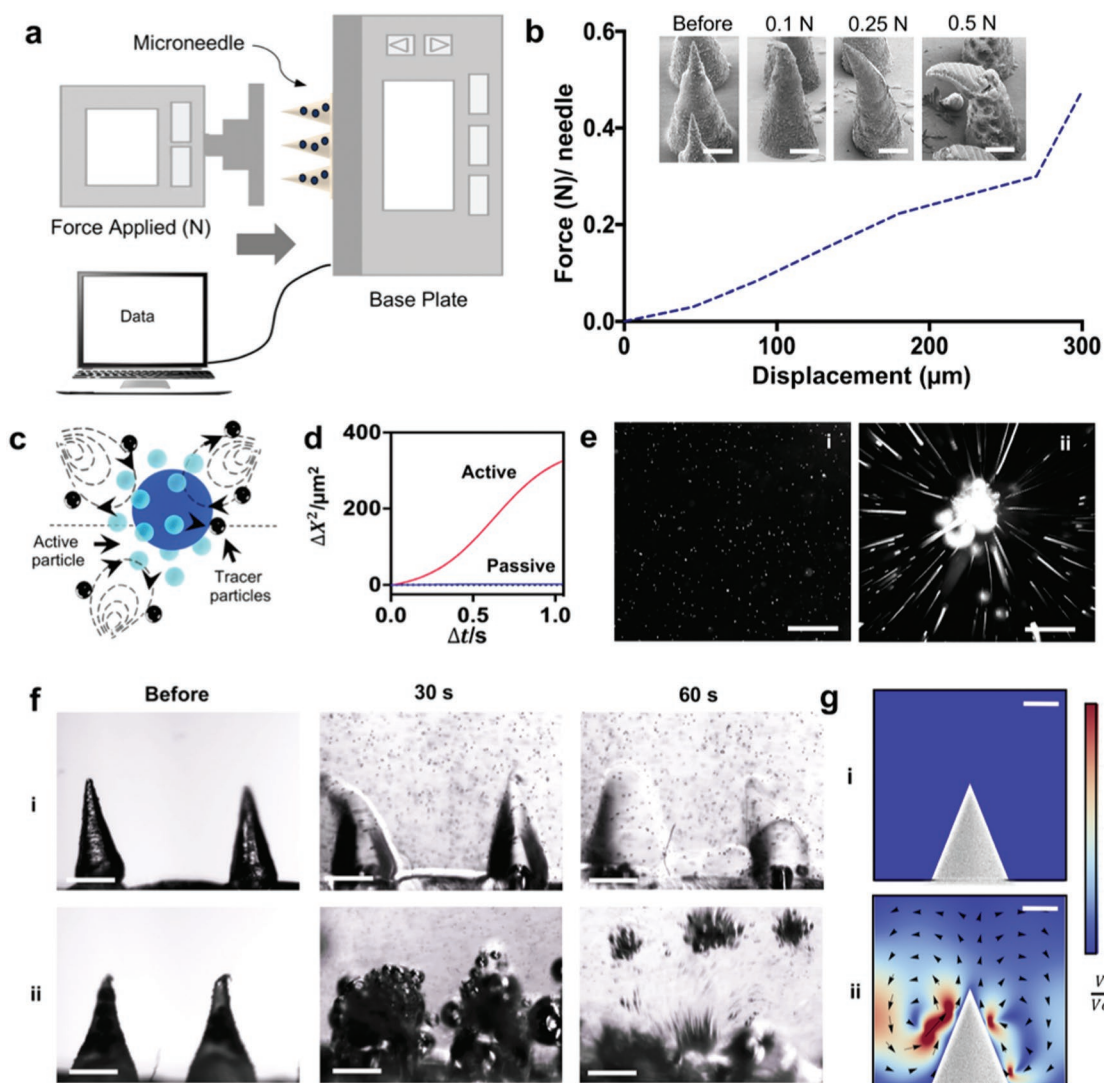 a
Microneedle
Force Applied (N)
Data
Base Plate
b
Before 0.1 N 0.25 N 0.5 N
Force (N)/ needle
0.6
0.4
0.2
0.0
0 100 200 300
Displacement (µm)
c
Active
particle
Tracer
particles
d
ΔX²/µm²
400
200
0
Active
Passive
0.0 0.5 1.0
Δt/s
e
i
ii
f
Before 30 s 60 s
i
ii
g
i
ii